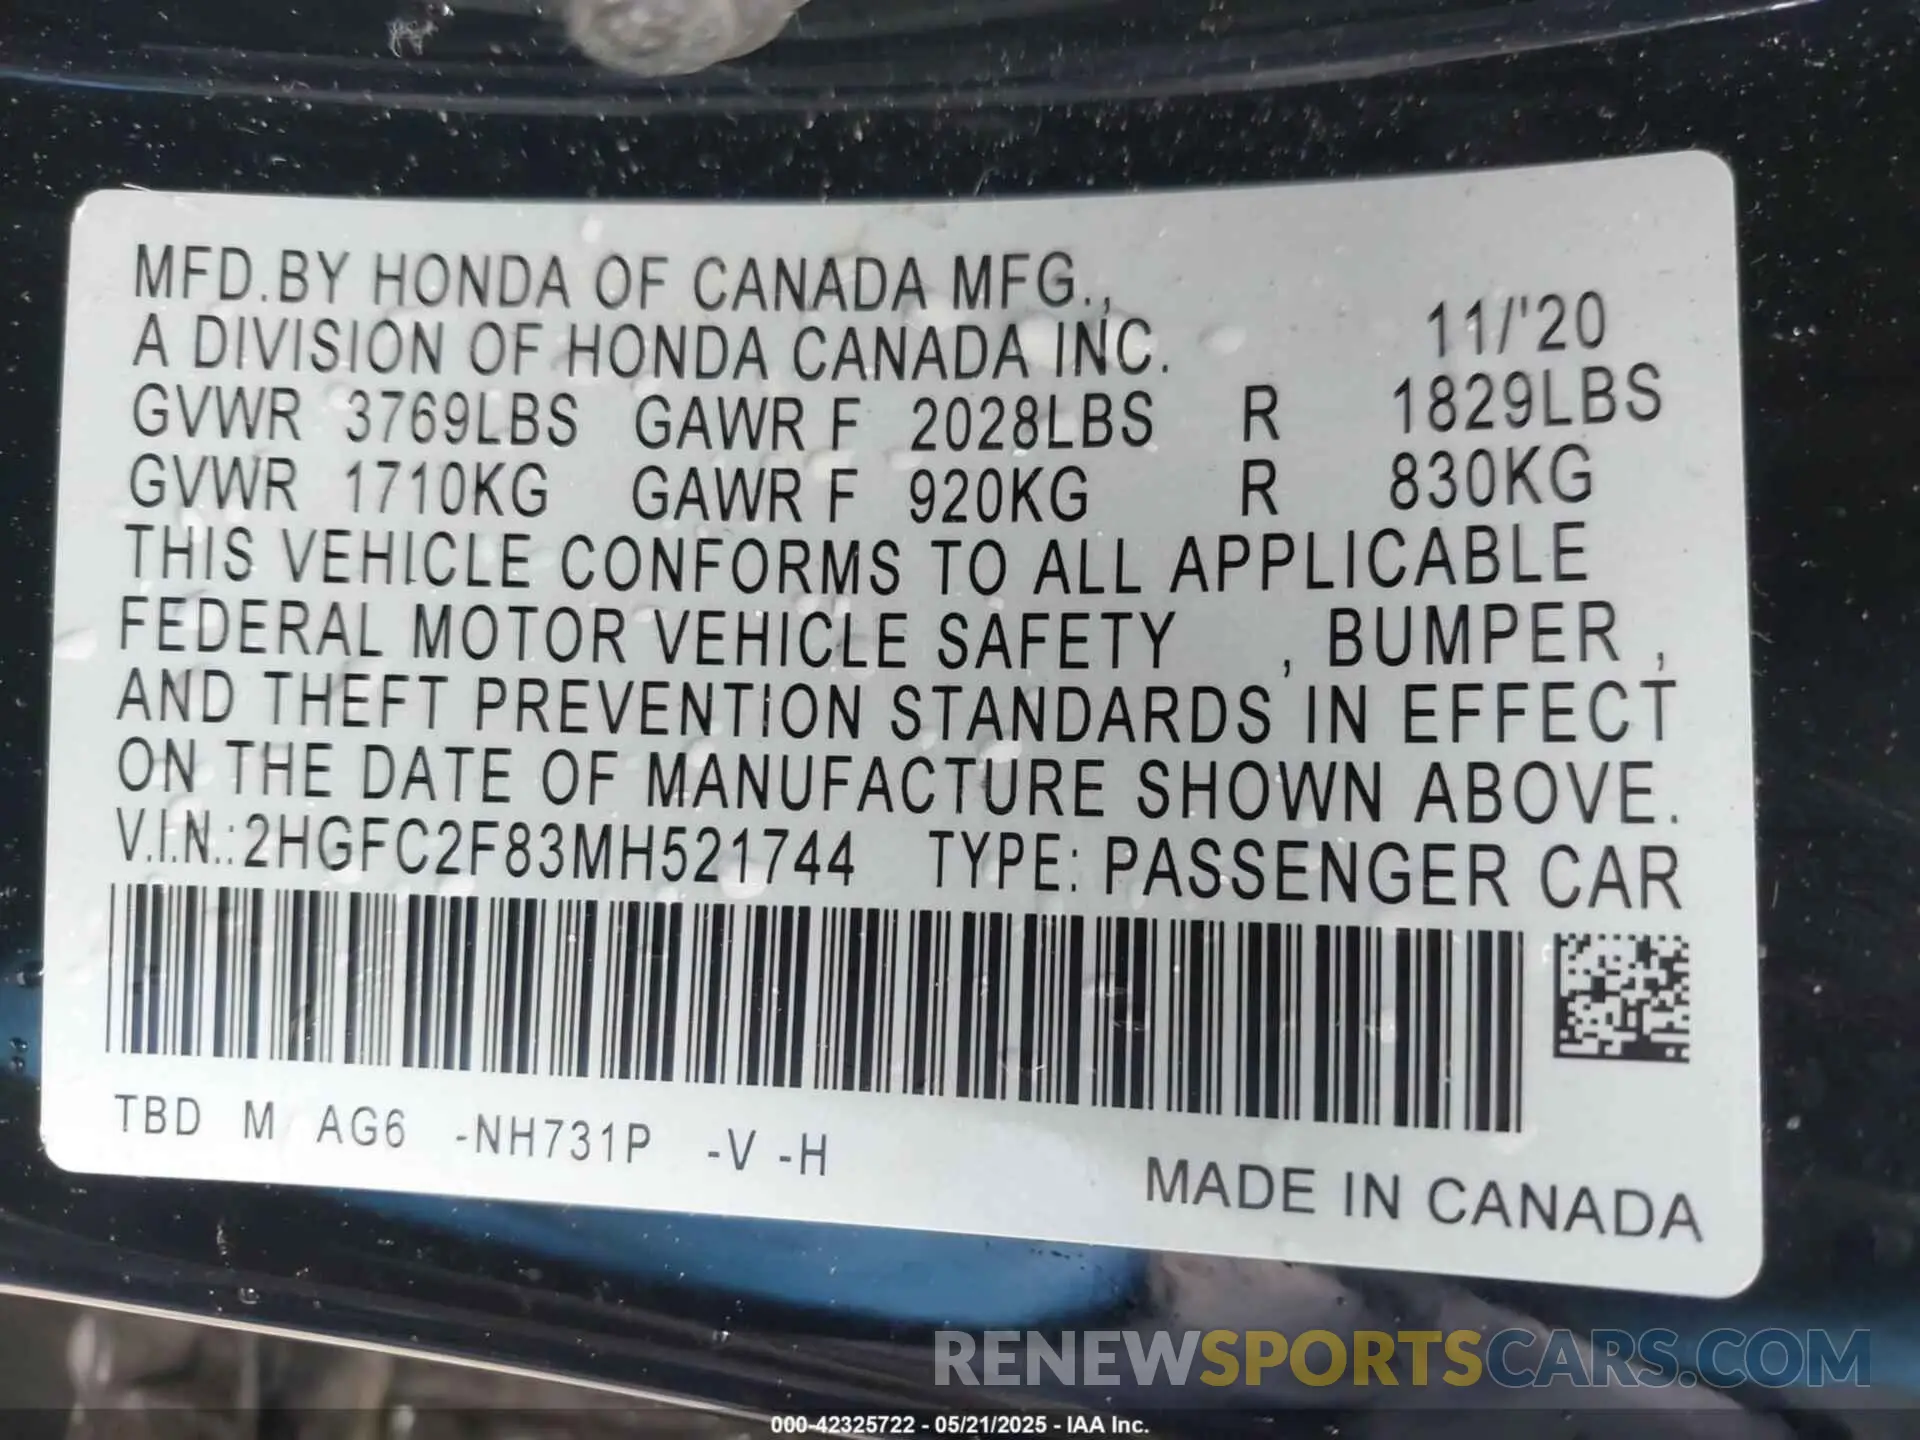 MFD.BY HONDA OF CANADA MFG.,
A DIVISION OF HONDA CANADA INC. 11/'20
GVWR 3769LBS GAWR F 2028LBS R 1829LBS
GVWR 1710KG GAWR F 920KG R 830KG
THIS VEHICLE CONFORMS TO ALL APPLICABLE
FEDERAL MOTOR VEHICLE SAFETY , BUMPER ,
AND THEFT PREVENTION STANDARDS IN EFFECT
ON THE DATE OF MANUFACTURE SHOWN ABOVE.
V.I.N.:2HGFC2F83MH521744 TYPE: PASSENGER CAR
TBD M AG6 -NH731P -V -H
MADE IN CANADA
RENEWSPORTSCARS.COM
000-42325722 - 05/21/2025 - IAA Inc.